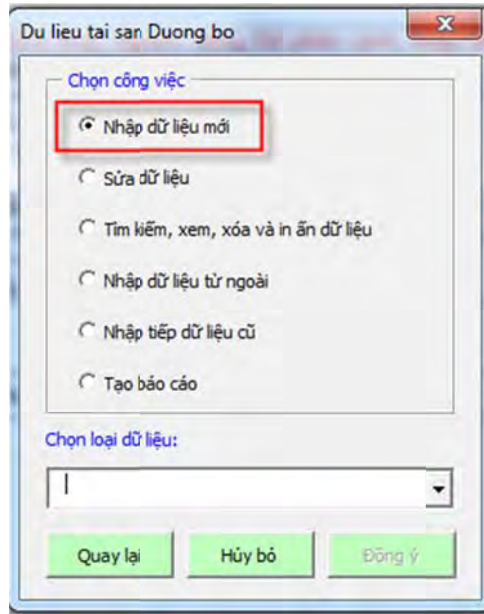 Du lieu tai san Duong bo
Chọn công việc
Nhập dữ liệu mới
Sửa dữ liệu
Tìm kiếm, xem, xóa và in ấn dữ liệu
Nhập dữ liệu từ ngoài
Nhập tiếp dữ liệu cũ
Tạo báo cáo
Chọn loại dữ liệu:
Quay lại Hủy bỏ Đồng ý